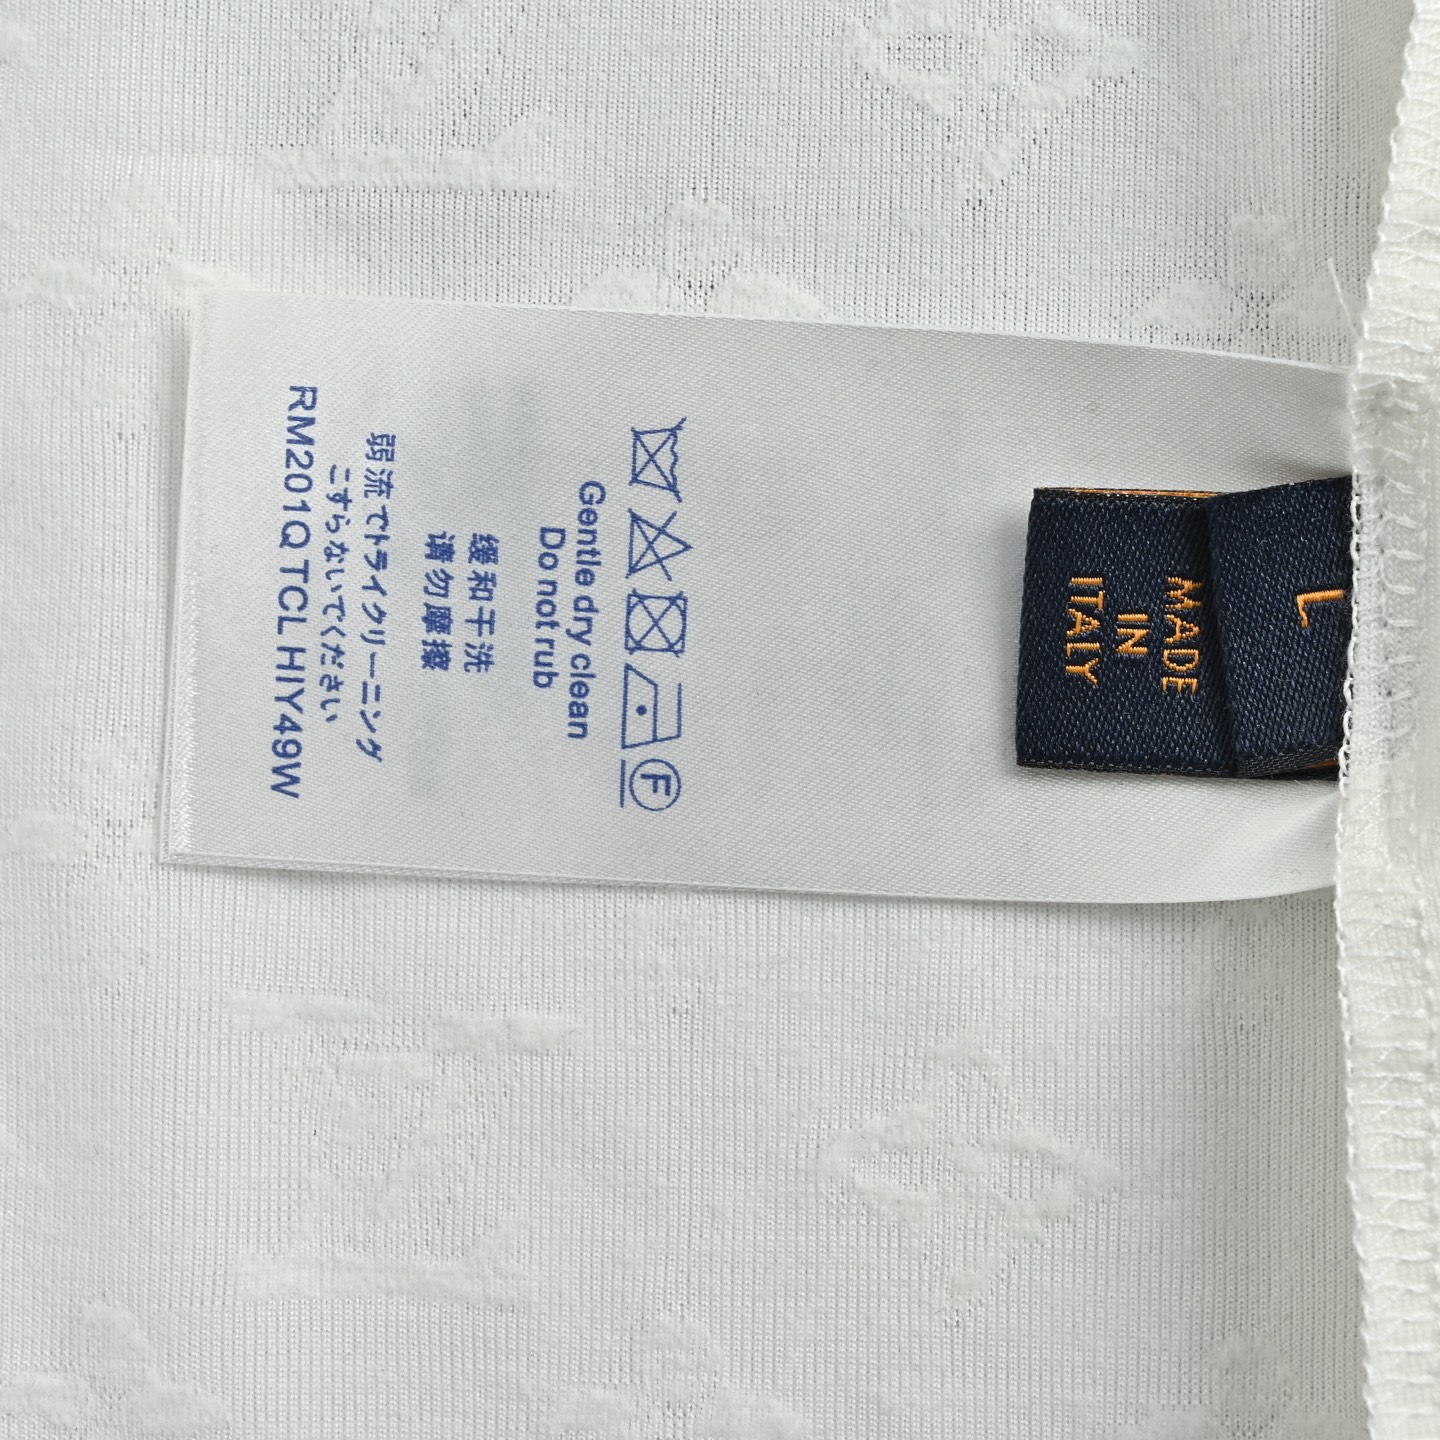 L
MADE
IN
ITALY
F
Gentle dry clean
Do not rub
缓和干洗
请勿摩擦
弱流でドライクリーニング
こすらないでください
RM201Q TCL HIY49W